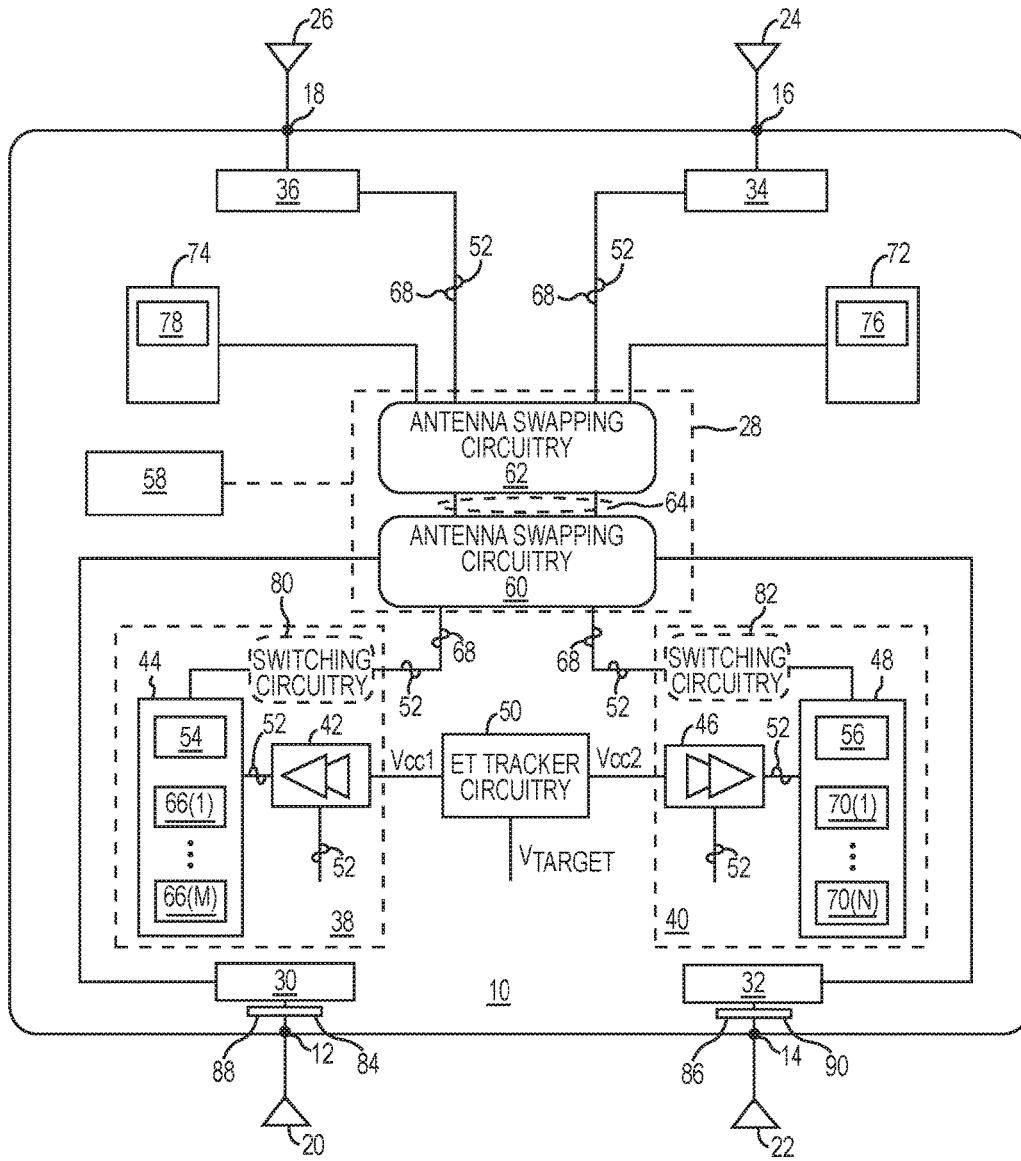 26 24
18 16
36 34
74 52 52 72
68 68
78 76
ANTENNA SWAPPING
CIRCUITRY
62
28
58
64
ANTENNA SWAPPING
CIRCUITRY
60
80 82
68 68
44 SWITCHING
CIRCUITRY
SWITCHING
CIRCUITRY 48
52 52
50
54 52 42 46 52 56
Vcc1 ET TRACKER
CIRCUITRY Vcc2
66(1) 70(1)
52 VTARGET 52
66(M) 70(N)
38 40
30 10 32
88 12 84 86 14 90
20 22